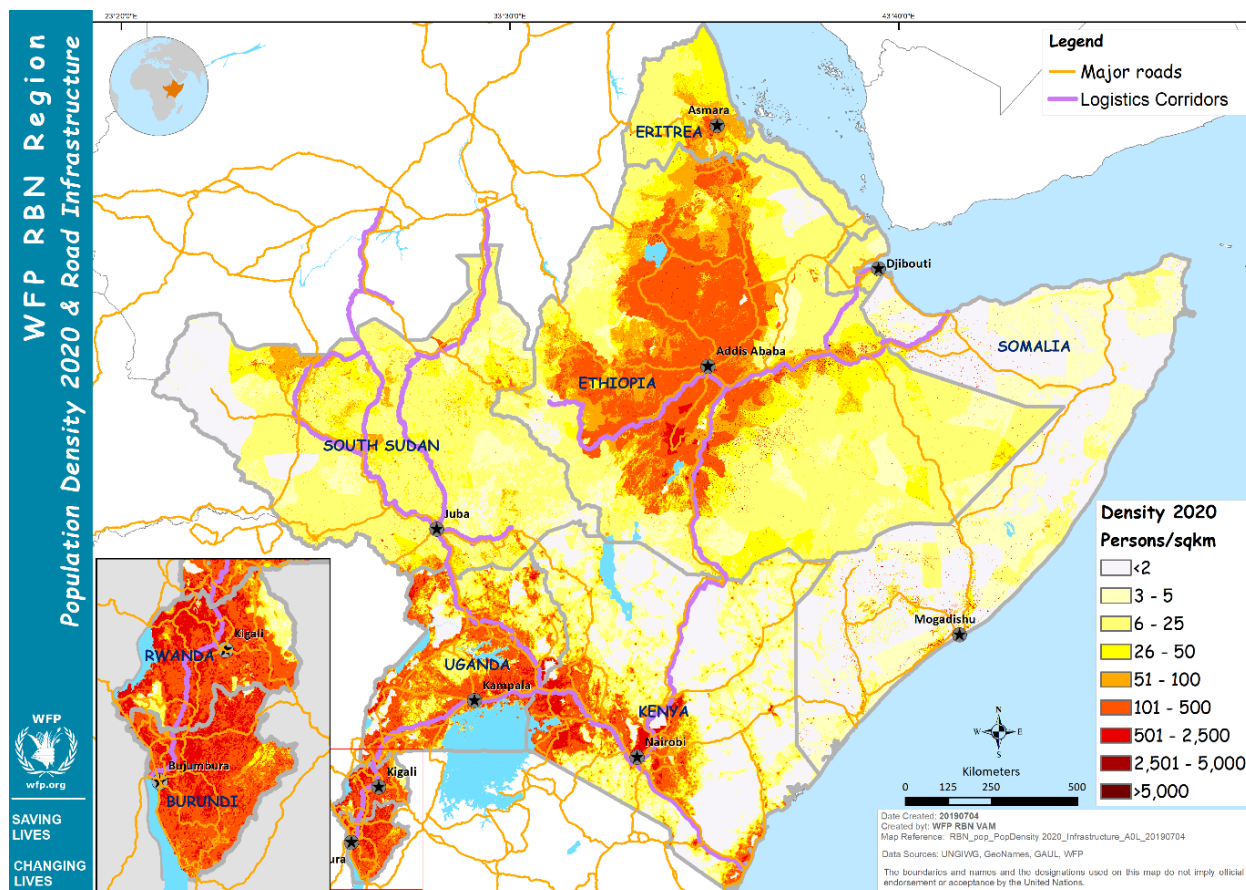 WFP RBN Region
Population Density 2020 & Road Infrastructure
WFP
wfp.org
SAVING
LIVES
CHANGING
LIVES
23°20'0"E
33°30'0"E
43°40'0"E
Legend
Major roads
Logistics Corridors
Asmara
ERITREA
Djibouti
SOMALIA
Addis Ababa
ETHIOPIA
SOUTH SUDAN
Juba
Mogadishu
UGANDA
Kampala
KENYA
Nairobi
Kigali
ura
Kigali
RWANDA
Bujumbura
BURUNDI
Density 2020
Persons/sqkm
<2
3 - 5
6 - 25
26 - 50
51 - 100
101 - 500
501 - 2,500
2,501 - 5,000
>5,000
N
W E
S
Kilometers
0 125 250 500
Date Created: 20190704
Created by: WFP RBN VAM
Map Reference: RBN_pop_PopDensity 2020_Infrastructure_A0L_20190704
Data Sources: UNGIWG, GeoNames, GAUL, WFP
The boundaries and names and the designations used on this map do not imply official
endorsement or acceptance by the United Nations.